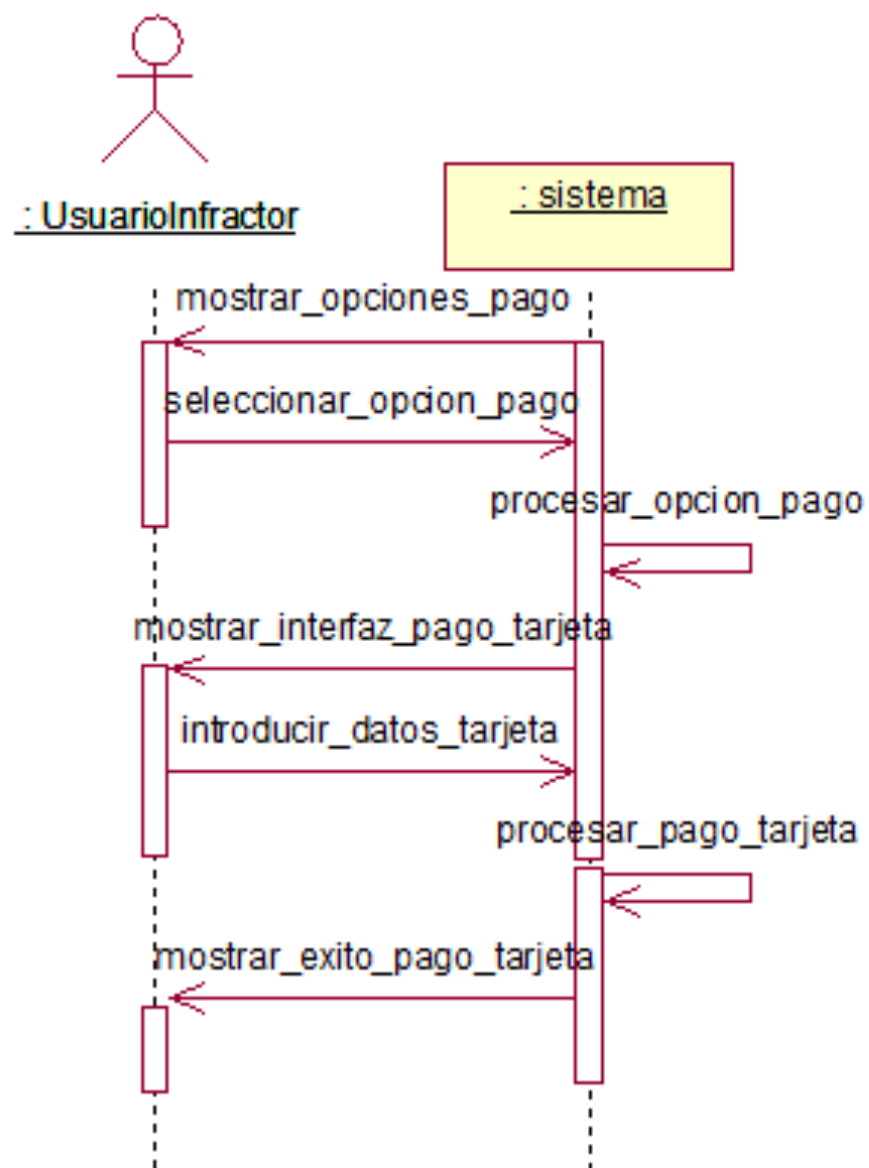 : UsuarioInfractor
: sistema
mostrar_opciones_pago
seleccionar_opcion_pago
procesar_opcion_pago
mostrar_interfaz_pago_tarjeta
introducir_datos_tarjeta
procesar_pago_tarjeta
mostrar_exito_pago_tarjeta